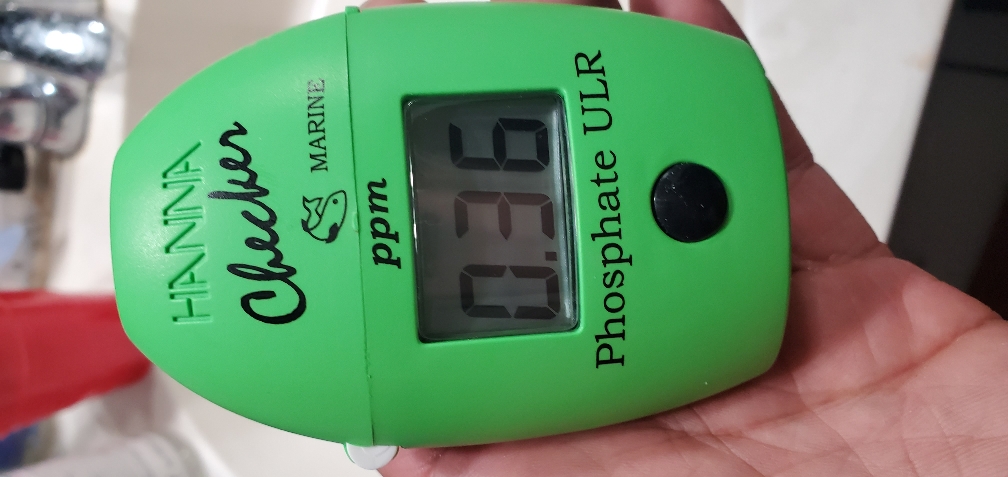 HANNA
Checker
MARINE
ppm
0.36
Phosphate ULR